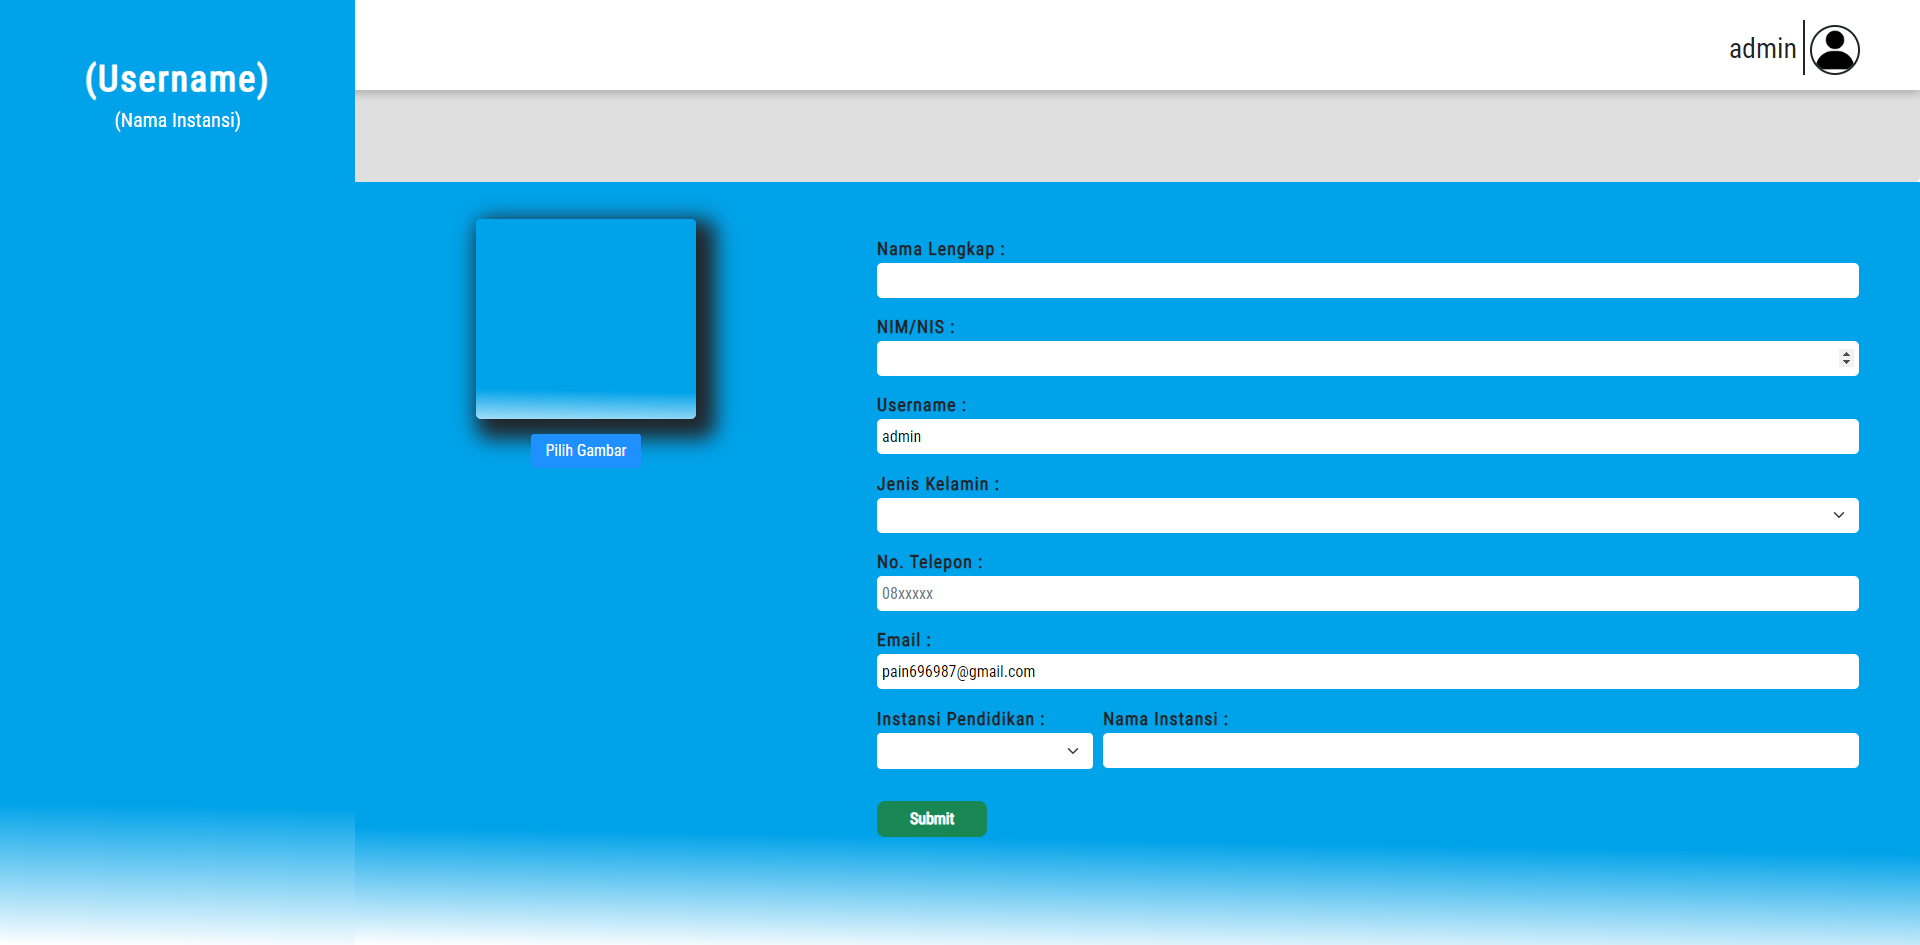 (Username)
(Nama Instansi)
admin
Pilih Gambar
Nama Lengkap :
NIM/NIS :
Username :
admin
Jenis Kelamin :
No. Telepon :
08xxxxx
Email :
pain696987@gmail.com
Instansi Pendidikan :
Nama Instansi :
Submit